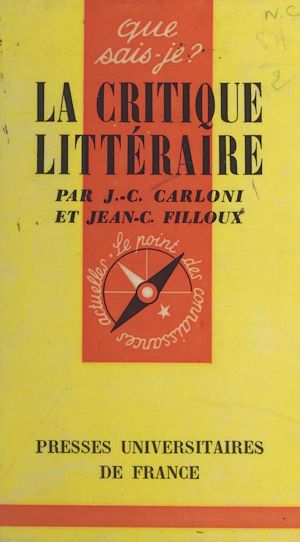 que
sais-je?
LA CRITIQUE
LITTÉRAIRE
PAR J.-C. CARLONI
ET JEAN-C. FILLOUX
Le point des connaissances actuelles
PRESSES UNIVERSITAIRES
DE FRANCE
N.C
2